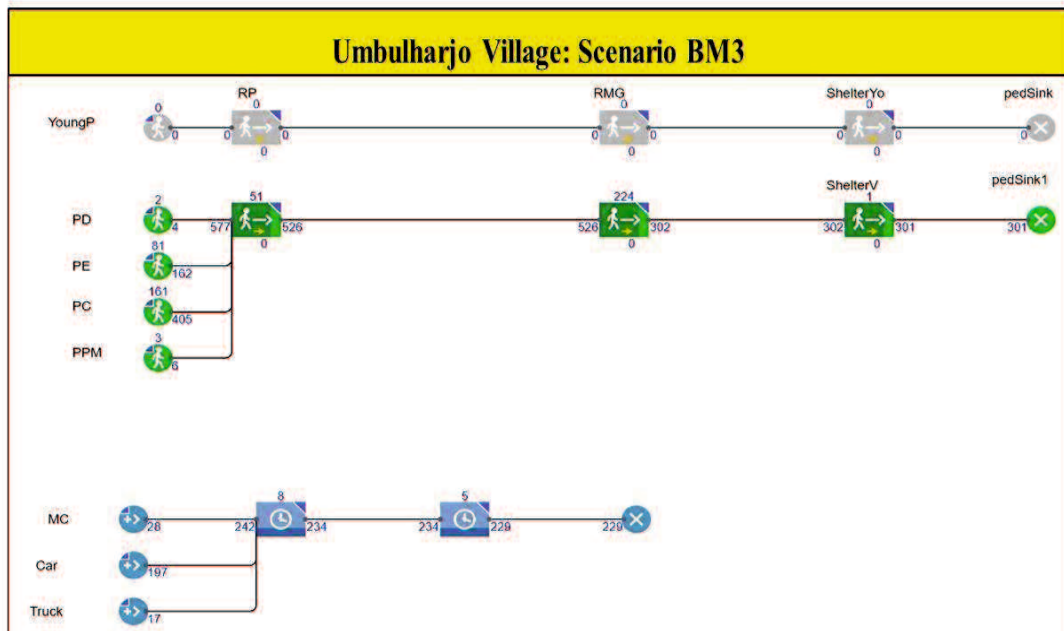 Umbulharjo Village: Scenario BM3
RP RMG ShelterYo pedSink
0 0 0 0
YoungP 0 0 0 0 0 0 0 0
0 0 0
ShelterV pedSink1
2 51 224 1
PD 4 577 526 526 302 302 301 301
0 0 0
81
PE 162
161
PC 405
3
PPM 6
8 5
MC 28 242 234 234 229 229
Car 197
Truck 17